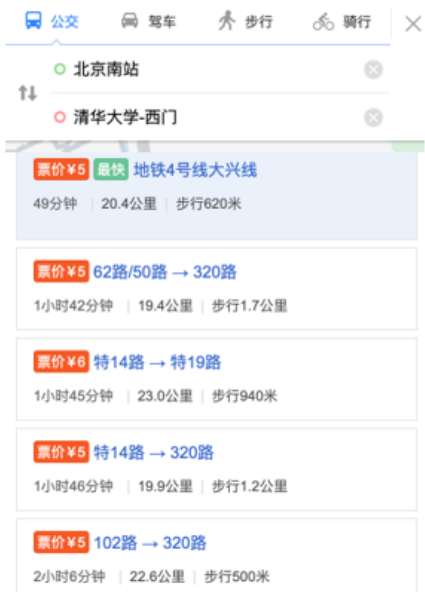 公交 驾车 步行 骑行
北京南站
清华大学-西门
票价¥5 最快 地铁4号线大兴线
49分钟 | 20.4公里 | 步行620米
票价¥5 62路/50路 → 320路
1小时42分钟 | 19.4公里 | 步行1.7公里
票价¥6 特14路 → 特19路
1小时45分钟 | 23.0公里 | 步行940米
票价¥5 特14路 → 320路
1小时46分钟 | 19.9公里 | 步行1.2公里
票价¥5 102路 → 320路
2小时6分钟 | 22.6公里 | 步行500米